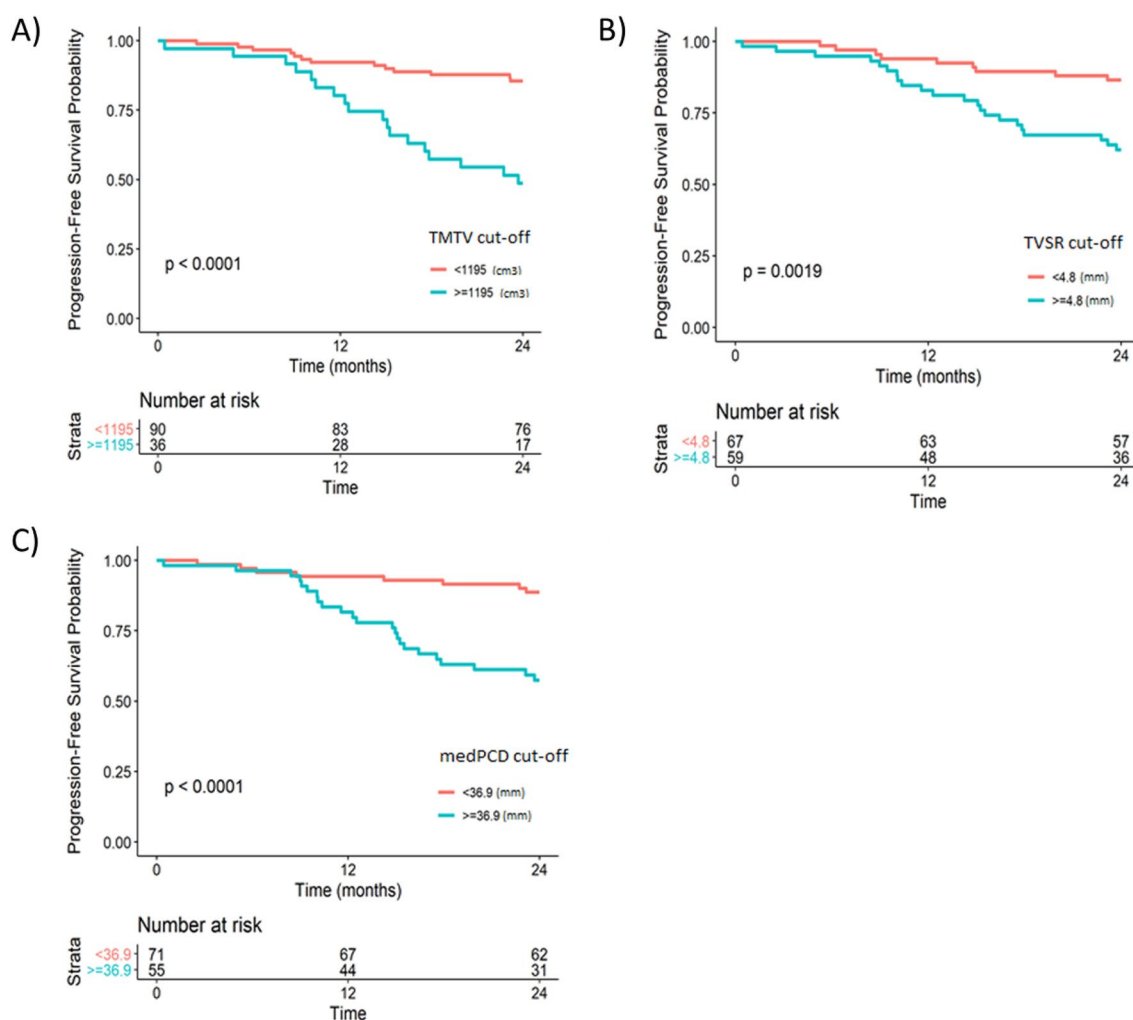 A)
Progression-Free Survival Probability
1.00
0.75
0.50
0.25
0.00
TMTV cut-off
<1195 (cm3)
>=1195 (cm3)
p < 0.0001
0 12 24
Time (months)
Number at risk
Strata
<1195 90 83 76
>=1195 36 28 17
0 12 24
Time
B)
Progression-Free Survival Probability
1.00
0.75
0.50
0.25
0.00
TVSR cut-off
<4.8 (mm)
>=4.8 (mm)
p = 0.0019
0 12 24
Time (months)
Number at risk
Strata
<4.8 67 63 57
>=4.8 59 48 36
0 12 24
Time
C)
Progression-Free Survival Probability
1.00
0.75
0.50
0.25
0.00
medPCD cut-off
<36.9 (mm)
>=36.9 (mm)
p < 0.0001
0 12 24
Time (months)
Number at risk
Strata
<36.9 71 67 62
>=36.9 55 44 31
0 12 24
Time